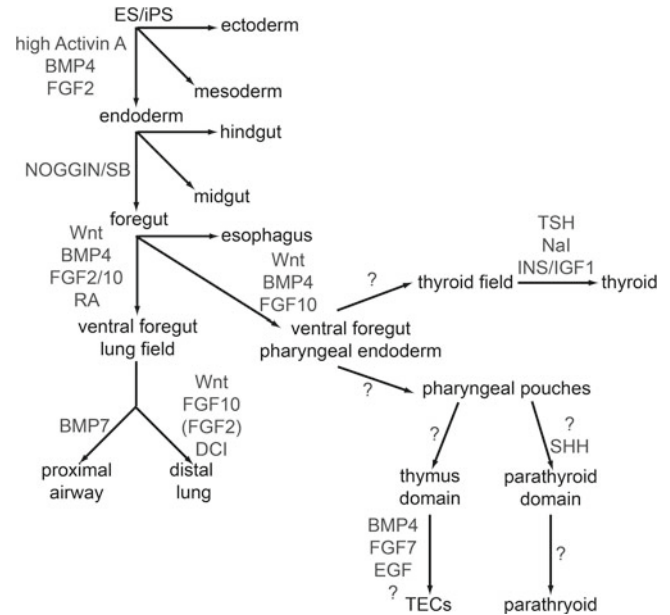 ES/iPS
ectoderm
high Activin A
BMP4
FGF2
mesoderm
endoderm
hindgut
NOGGIN/SB
midgut
foregut
esophagus
Wnt
BMP4
FGF2/10
RA
Wnt
BMP4
FGF10
?
TSH
NaI
INS/IGF1
thyroid field
thyroid
ventral foregut
lung field
ventral foregut
pharyngeal endoderm
?
pharyngeal pouches
BMP7
Wnt
FGF10
(FGF2)
DCI
proximal
airway
distal
lung
?
?
SHH
thymus
domain
parathyroid
domain
BMP4
FGF7
EGF
?
?
TECs
parathryoid